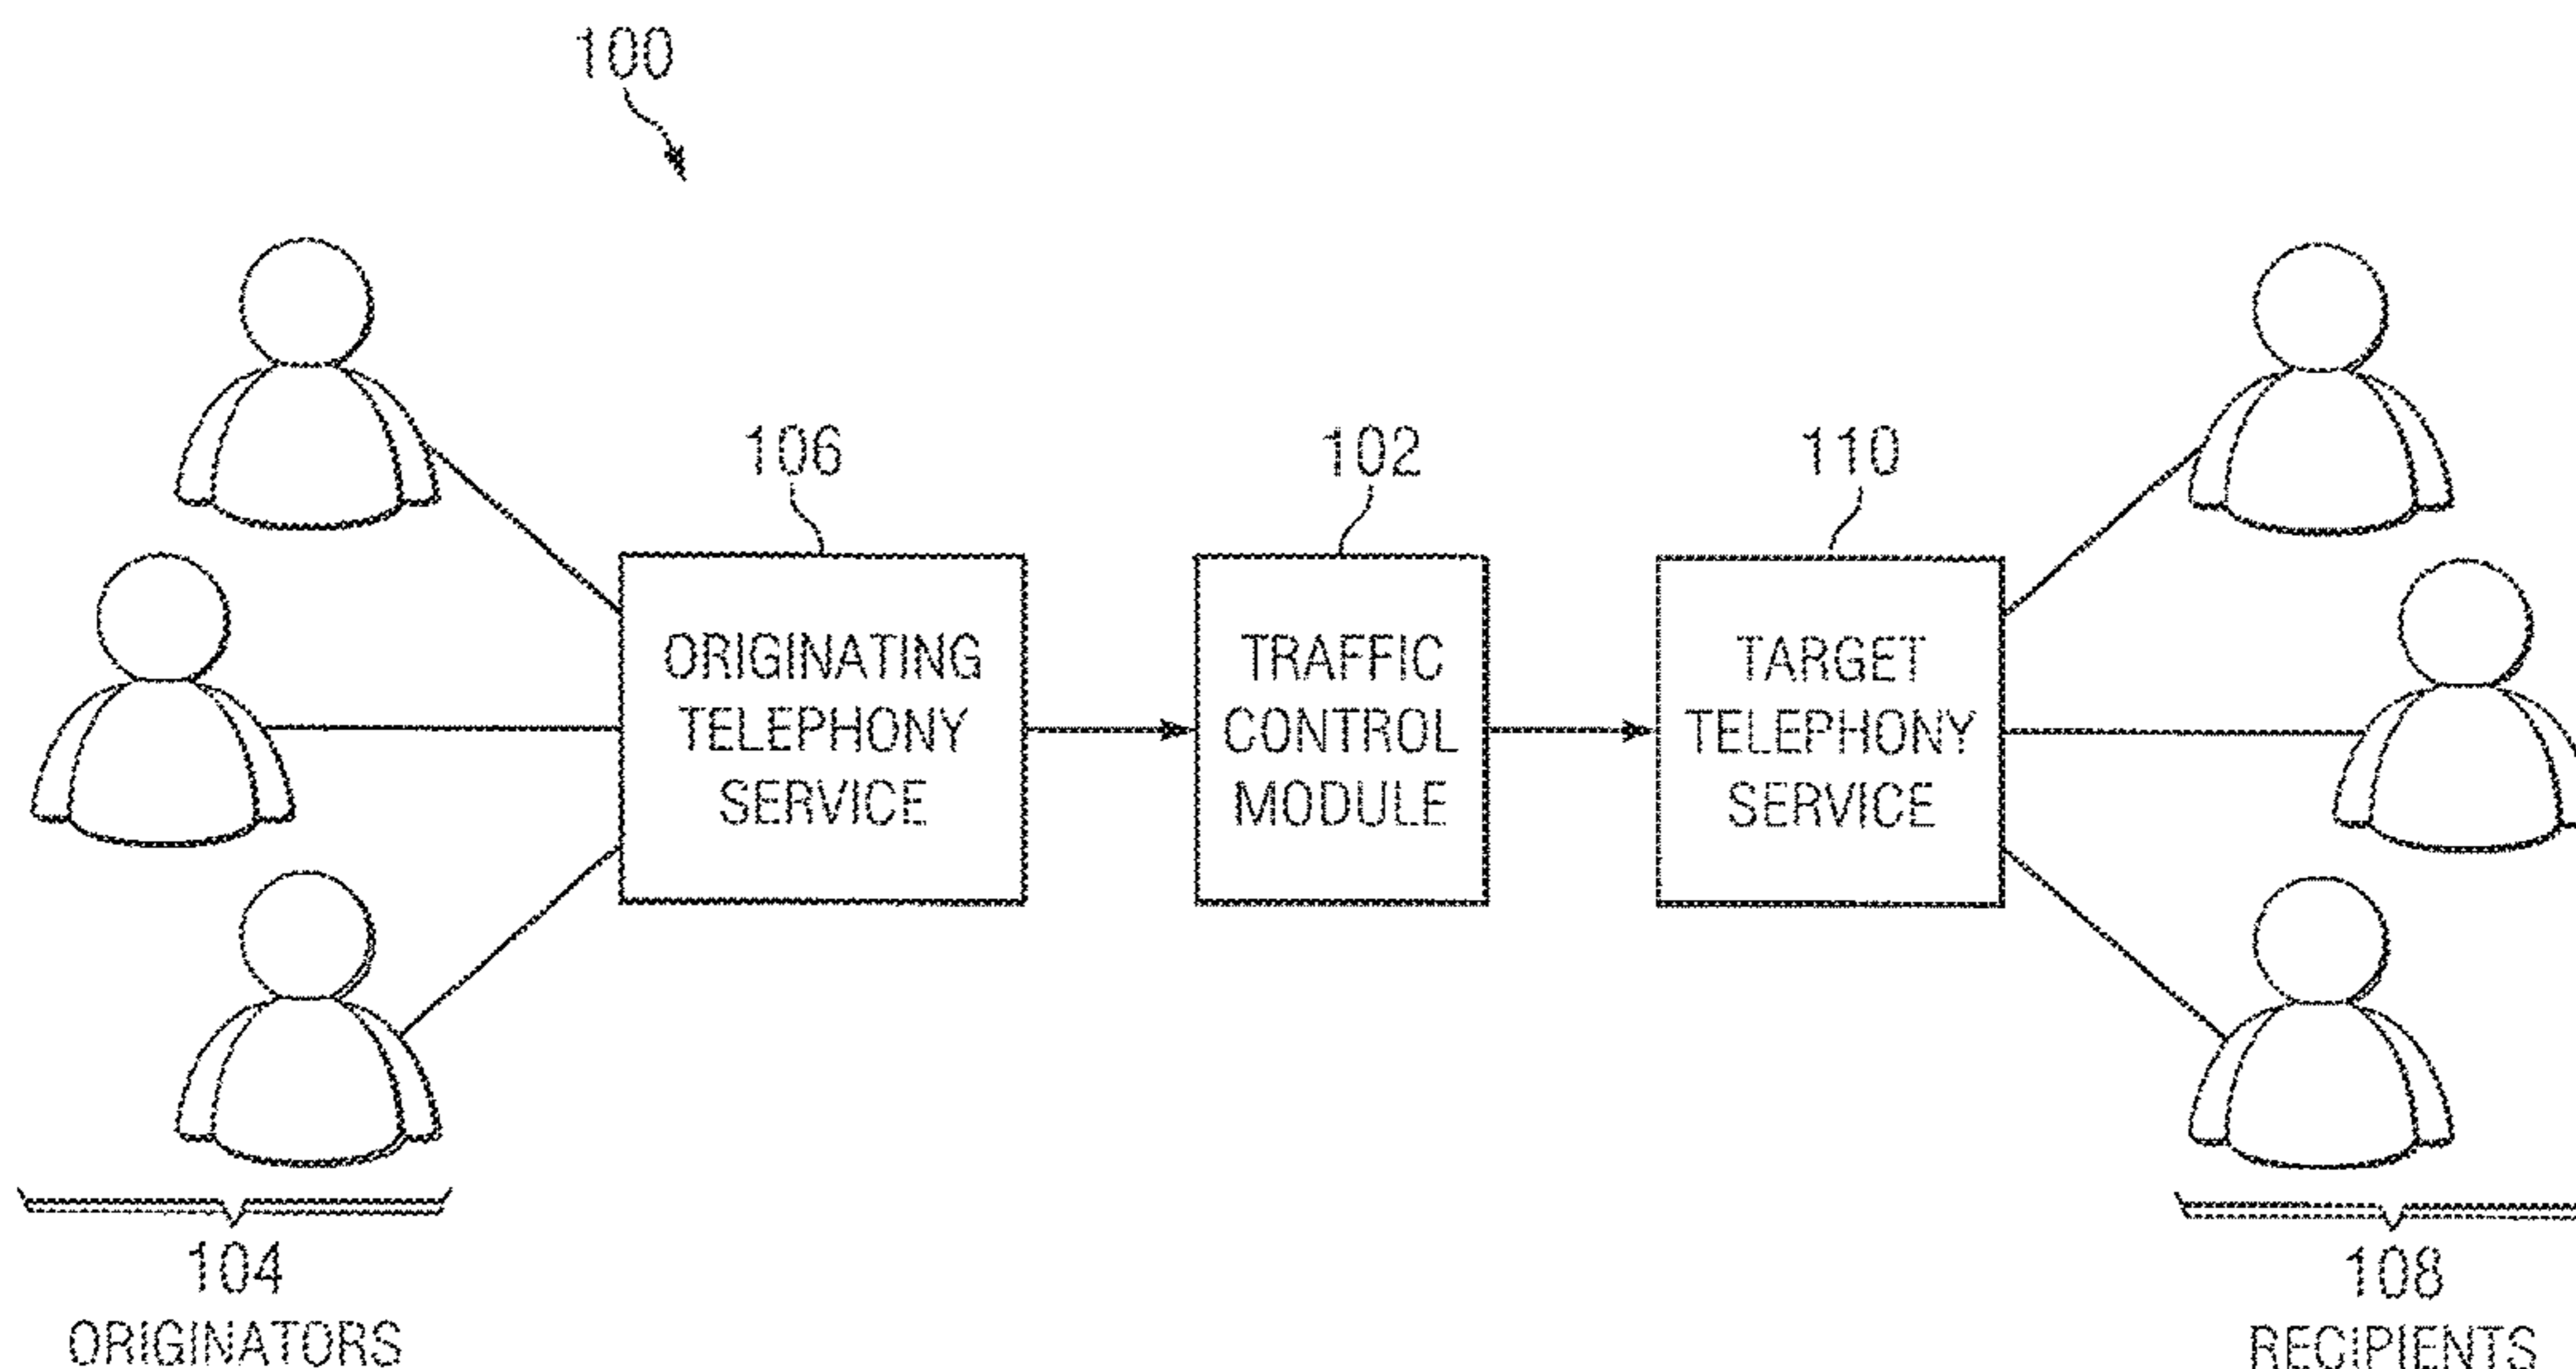 100
106
102
110
ORIGINATING
TELEPHONY
SERVICE
TRAFFIC
CONTROL
MODULE
TARGET
TELEPHONY
SERVICE
104
ORIGINATORS
108
RECIPIENTS